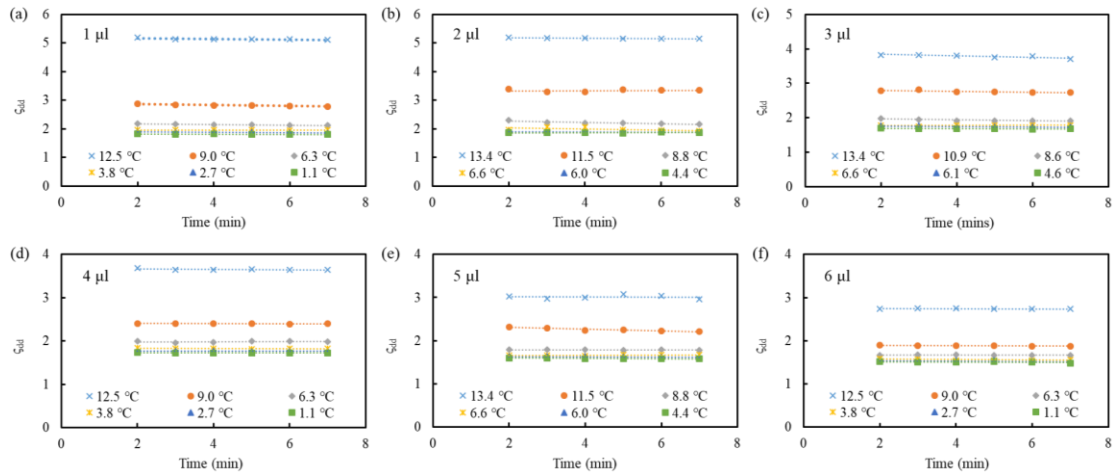 (a)
1 μl
6
5
4
3
2
1
0
ςdd
× 12.5 ℃ ● 9.0 ℃ ◆ 6.3 ℃
3.8 ℃ ▲ 2.7 ℃ ■ 1.1 ℃
0 2 4 6 8
Time (min)
(b)
2 μl
6
5
4
3
2
1
0
ςdd
× 13.4 ℃ ● 11.5 ℃ ◆ 8.8 ℃
6.6 ℃ ▲ 6.0 ℃ ■ 4.4 ℃
0 2 4 6 8
Time (min)
(c)
3 μl
5
4
3
2
1
0
ςdd
× 13.4 ℃ ● 10.9 ℃ ◆ 8.6 ℃
6.6 ℃ ▲ 6.1 ℃ ■ 4.6 ℃
0 2 4 6 8
Time (mins)
(d)
4 μl
4
3
2
1
0
ςdd
× 12.5 ℃ ● 9.0 ℃ ◆ 6.3 ℃
3.8 ℃ ▲ 2.7 ℃ ■ 1.1 ℃
0 2 4 6 8
Time (min)
(e)
5 μl
4
3
2
1
0
ςdd
× 13.4 ℃ ● 11.5 ℃ ◆ 8.8 ℃
6.6 ℃ ▲ 6.0 ℃ ■ 4.4 ℃
0 2 4 6 8
Time (min)
(f)
6 μl
4
3
2
1
0
ςdd
× 12.5 ℃ ● 9.0 ℃ ◆ 6.3 ℃
3.8 ℃ ▲ 2.7 ℃ ■ 1.1 ℃
0 2 4 6 8
Time (min)